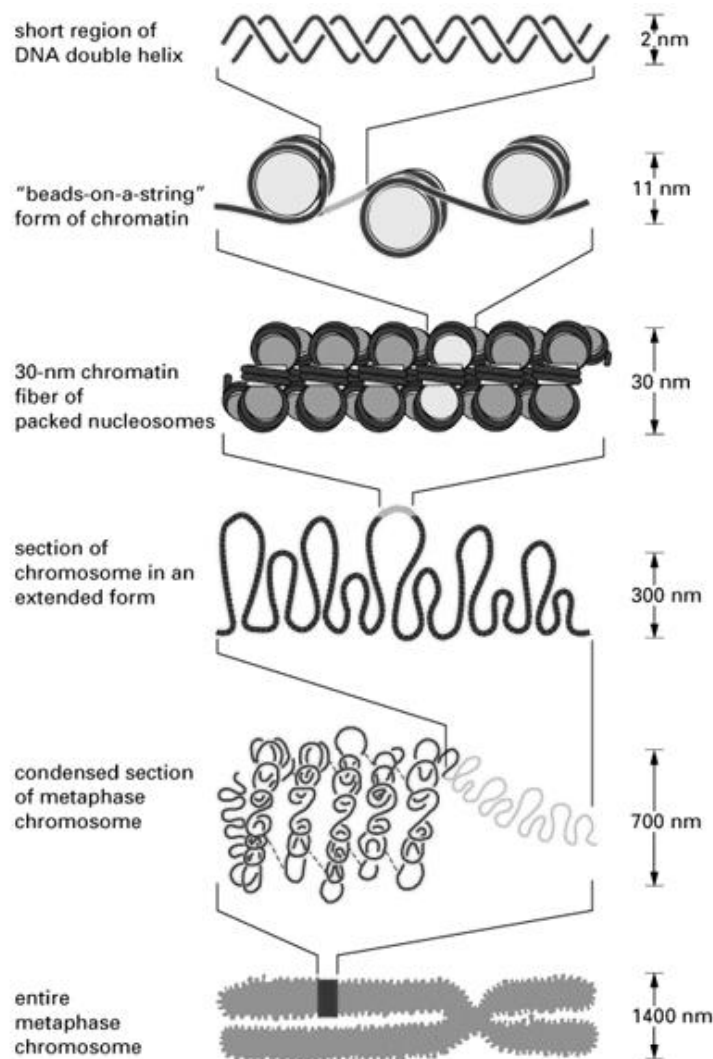 short region of
DNA double helix
2 nm
"beads-on-a-string"
form of chromatin
11 nm
30-nm chromatin
fiber of
packed nucleosomes
30 nm
section of
chromosome in an
extended form
300 nm
condensed section
of metaphase
chromosome
700 nm
entire
metaphase
chromosome
1400 nm